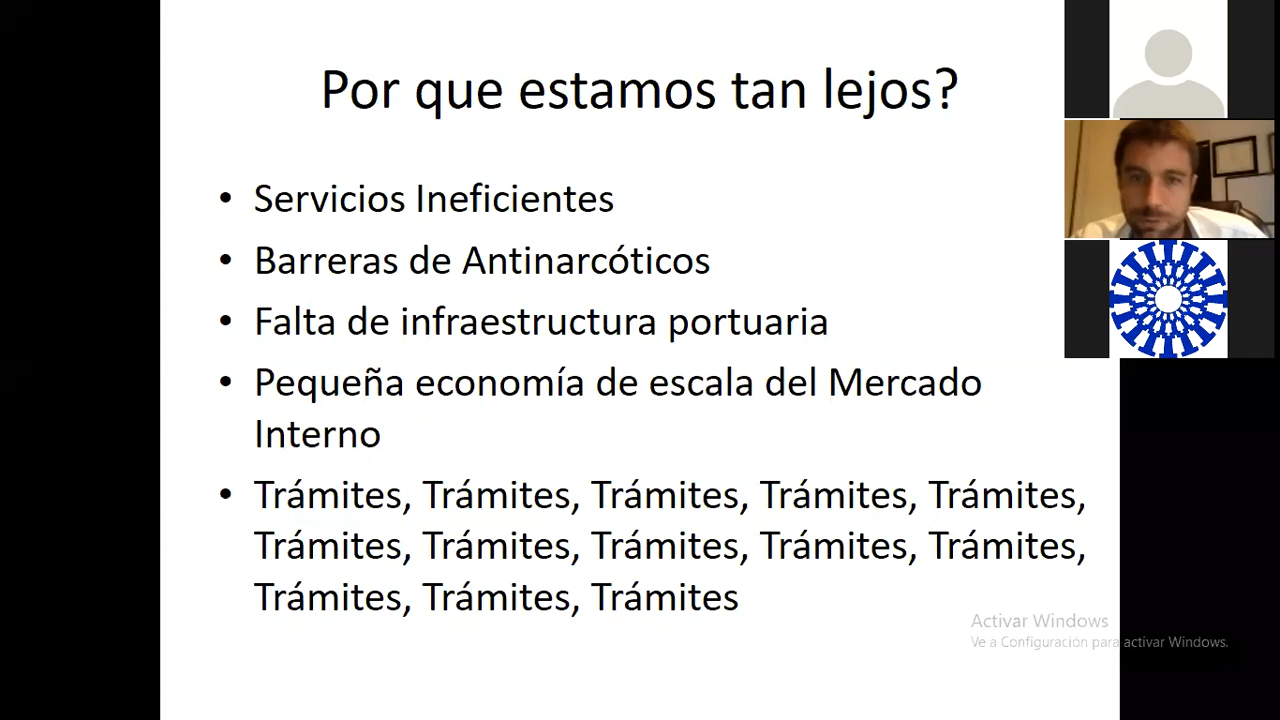 Por que estamos tan lejos?
• Servicios Ineficientes
• Barreras de Antinarcóticos
• Falta de infraestructura portuaria
• Pequeña economía de escala del Mercado
Interno
• Trámites, Trámites, Trámites, Trámites, Trámites,
Trámites, Trámites, Trámites, Trámites, Trámites,
Trámites, Trámites, Trámites
Activar Windows
Ve a Configuración para activar Windows.